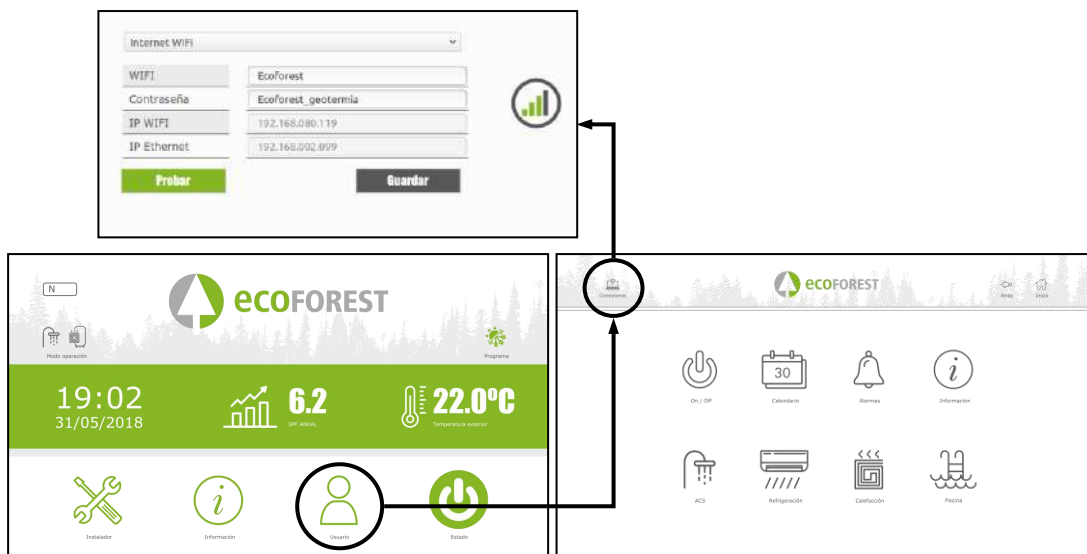 Internet WiFi
WIFI Ecoforest
Contraseña Ecoforest_geotermia
IP WIFI 192.168.080.119
IP Ethernet 192.168.002.099
Probar Guardar
N
ecoFOREST
Modo operación Programa
19:02
31/05/2018
6.2
SPF ANUAL
22.0ºC
Temperatura exterior
Instalador Información Usuario Estado
Conexiones
ecoFOREST
Atrás Inicio
30
On / Off Calendario Alarmas Información
ACS Refrigeración Calefacción Piscina